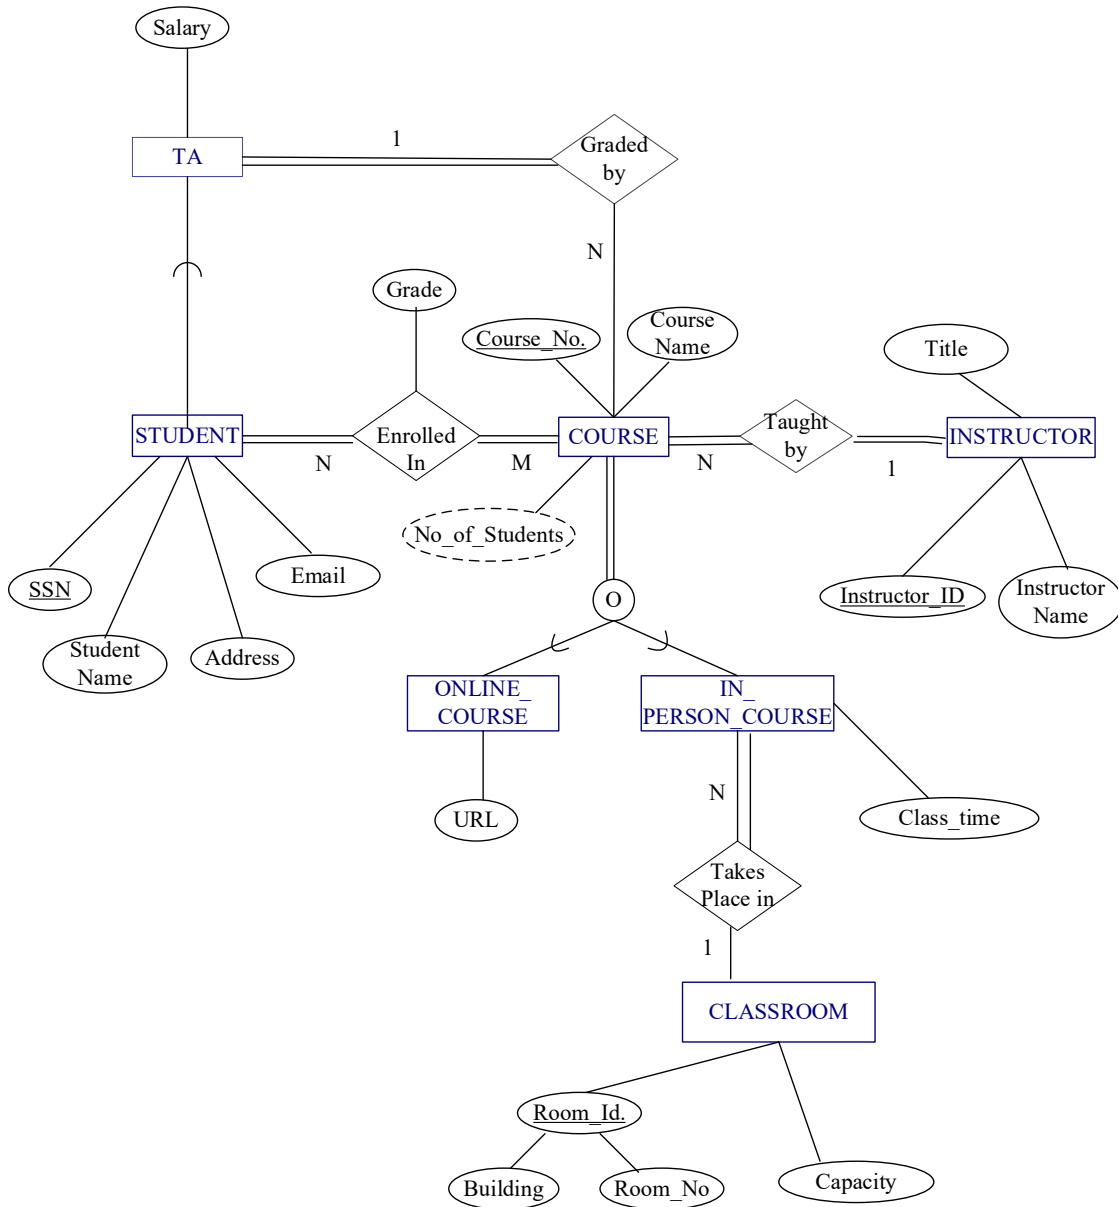 Salary
TA
1
Graded
by
N
Grade
Course_No.
Course
Name
Title
STUDENT
N
Enrolled
In
M
COURSE
N
Taught
by
1
INSTRUCTOR
No_of_Students
SSN
Student
Name
Address
Email
O
Instructor_ID
Instructor
Name
ONLINE_
COURSE
IN_
PERSON_COURSE
URL
N
Class_time
Takes
Place in
1
CLASSROOM
Room_Id.
Building
Room_No
Capacity